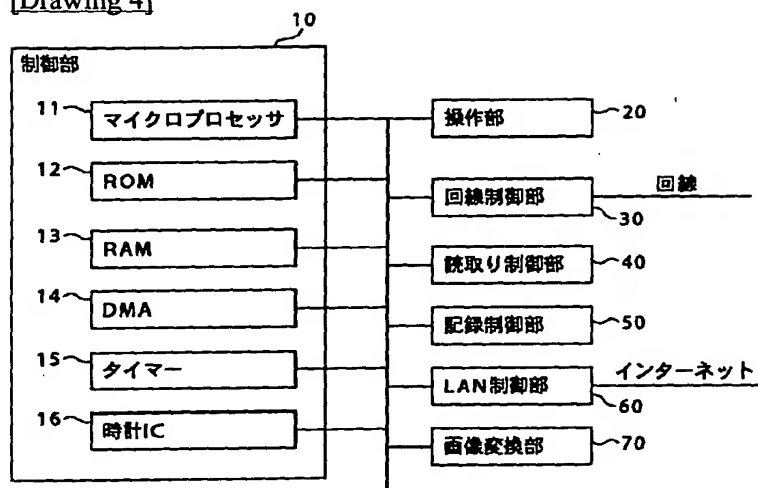 [Drawing 4]
10
制御部
11 マイクロプロセッサ
12 ROM
13 RAM
14 DMA
15 タイマー
16 時計IC
操作部 20
回線制御部 回線
30
読取り制御部 40
記録制御部 50
LAN制御部 インターネット
60
画像変換部 70